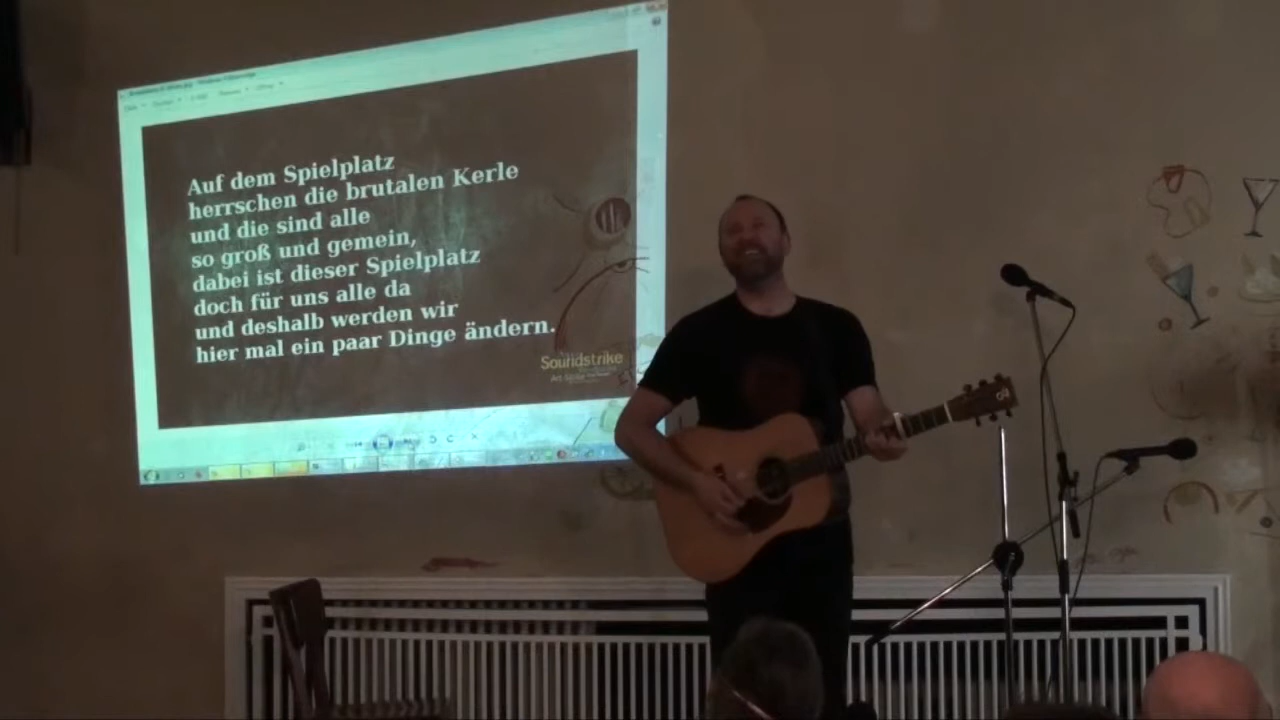 Auf dem Spielplatz
herrschen die brutalen Kerle
und die sind alle
so groß und gemein,
dabei ist dieser Spielplatz
doch für uns alle da
und deshalb werden wir
hier mal ein paar Dinge ändern.
Soundstrike